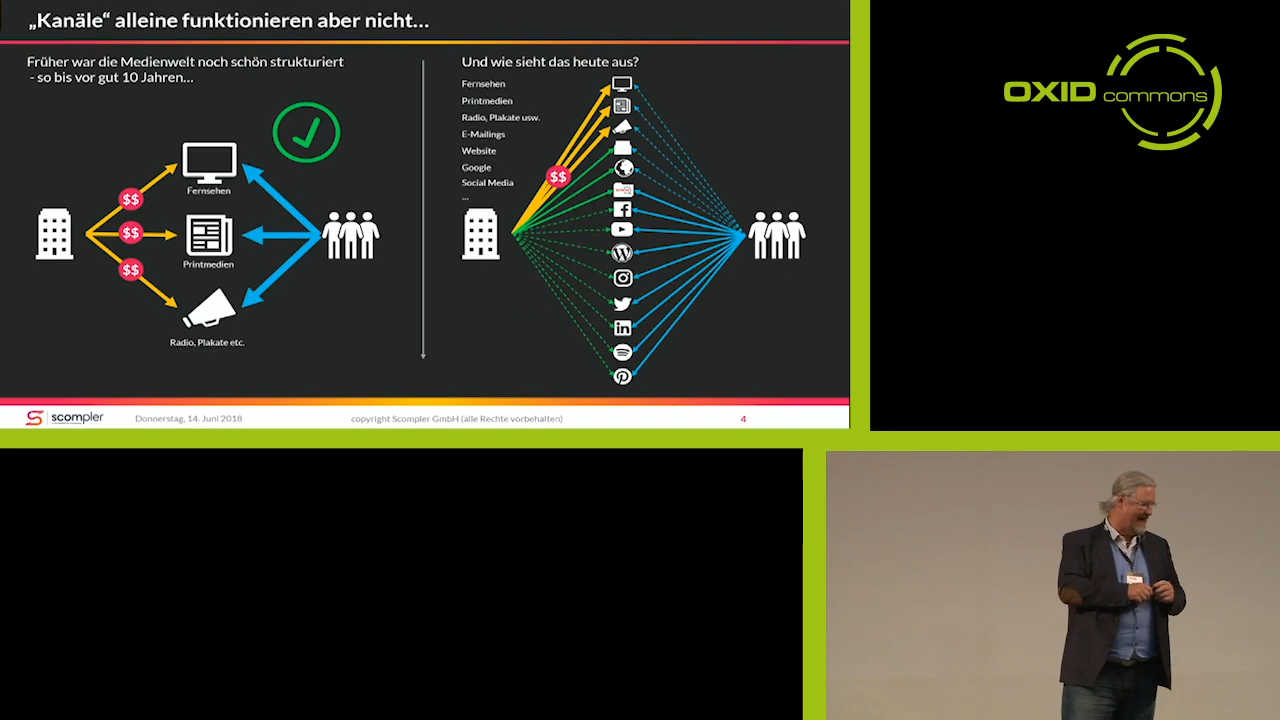 „Kanäle“ alleine funktionieren aber nicht...
Früher war die Medienwelt noch schön strukturiert
- so bis vor gut 10 Jahren...
$$
Fernsehen
$$
Printmedien
$$
Radio, Plakate etc.
Und wie sieht das heute aus?
Fernsehen
Printmedien
Radio, Plakate usw.
E-Mailings
Website
Google
Social Media
...
$$
scompler
Donnerstag, 14. Juni 2018
copyright Scompler GmbH (alle Rechte vorbehalten)
4
OXID commons